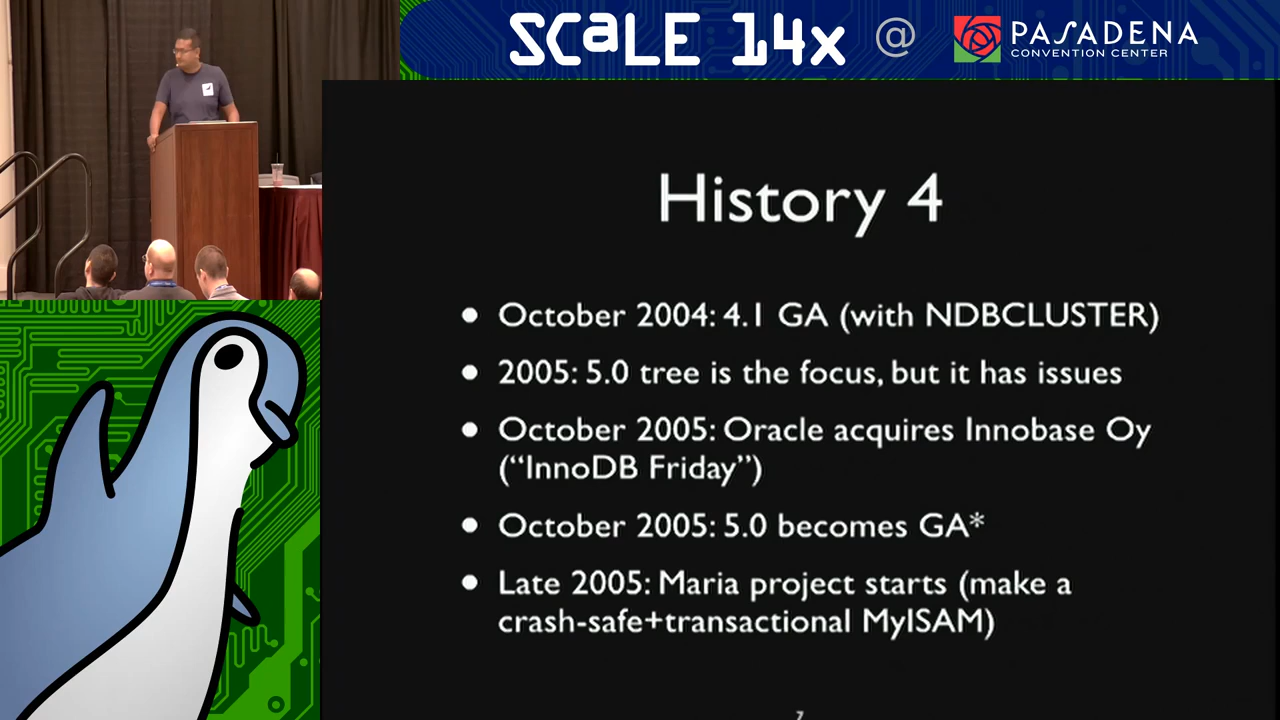 SCaLE 14x @ PASADENA
CONVENTION CENTER
History 4
• October 2004: 4.1 GA (with NDBCLUSTER)
• 2005: 5.0 tree is the focus, but it has issues
• October 2005: Oracle acquires Innobase Oy
(“InnoDB Friday”)
• October 2005: 5.0 becomes GA*
• Late 2005: Maria project starts (make a
crash-safe+transactional MyISAM)